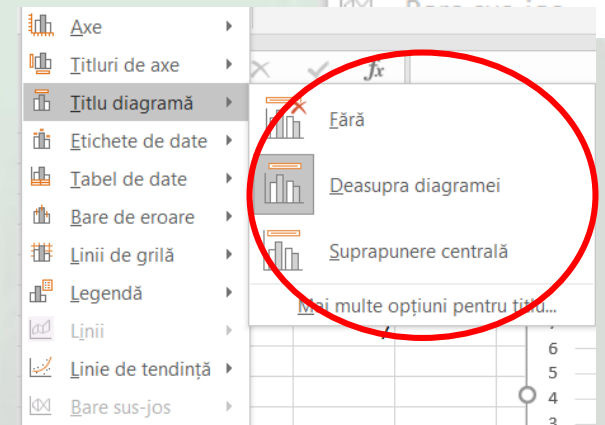 Axe
Titluri de axe
Titlu diagramă
Etichete de date
Tabel de date
Bare de eroare
Linii de grilă
Legendă
Linii
Linie de tendință
Bare sus-jos
fx
Fără
Deasupra diagramei
Suprapunere centrală
Mai multe opțiuni pentru titlu...
6
5
4
3